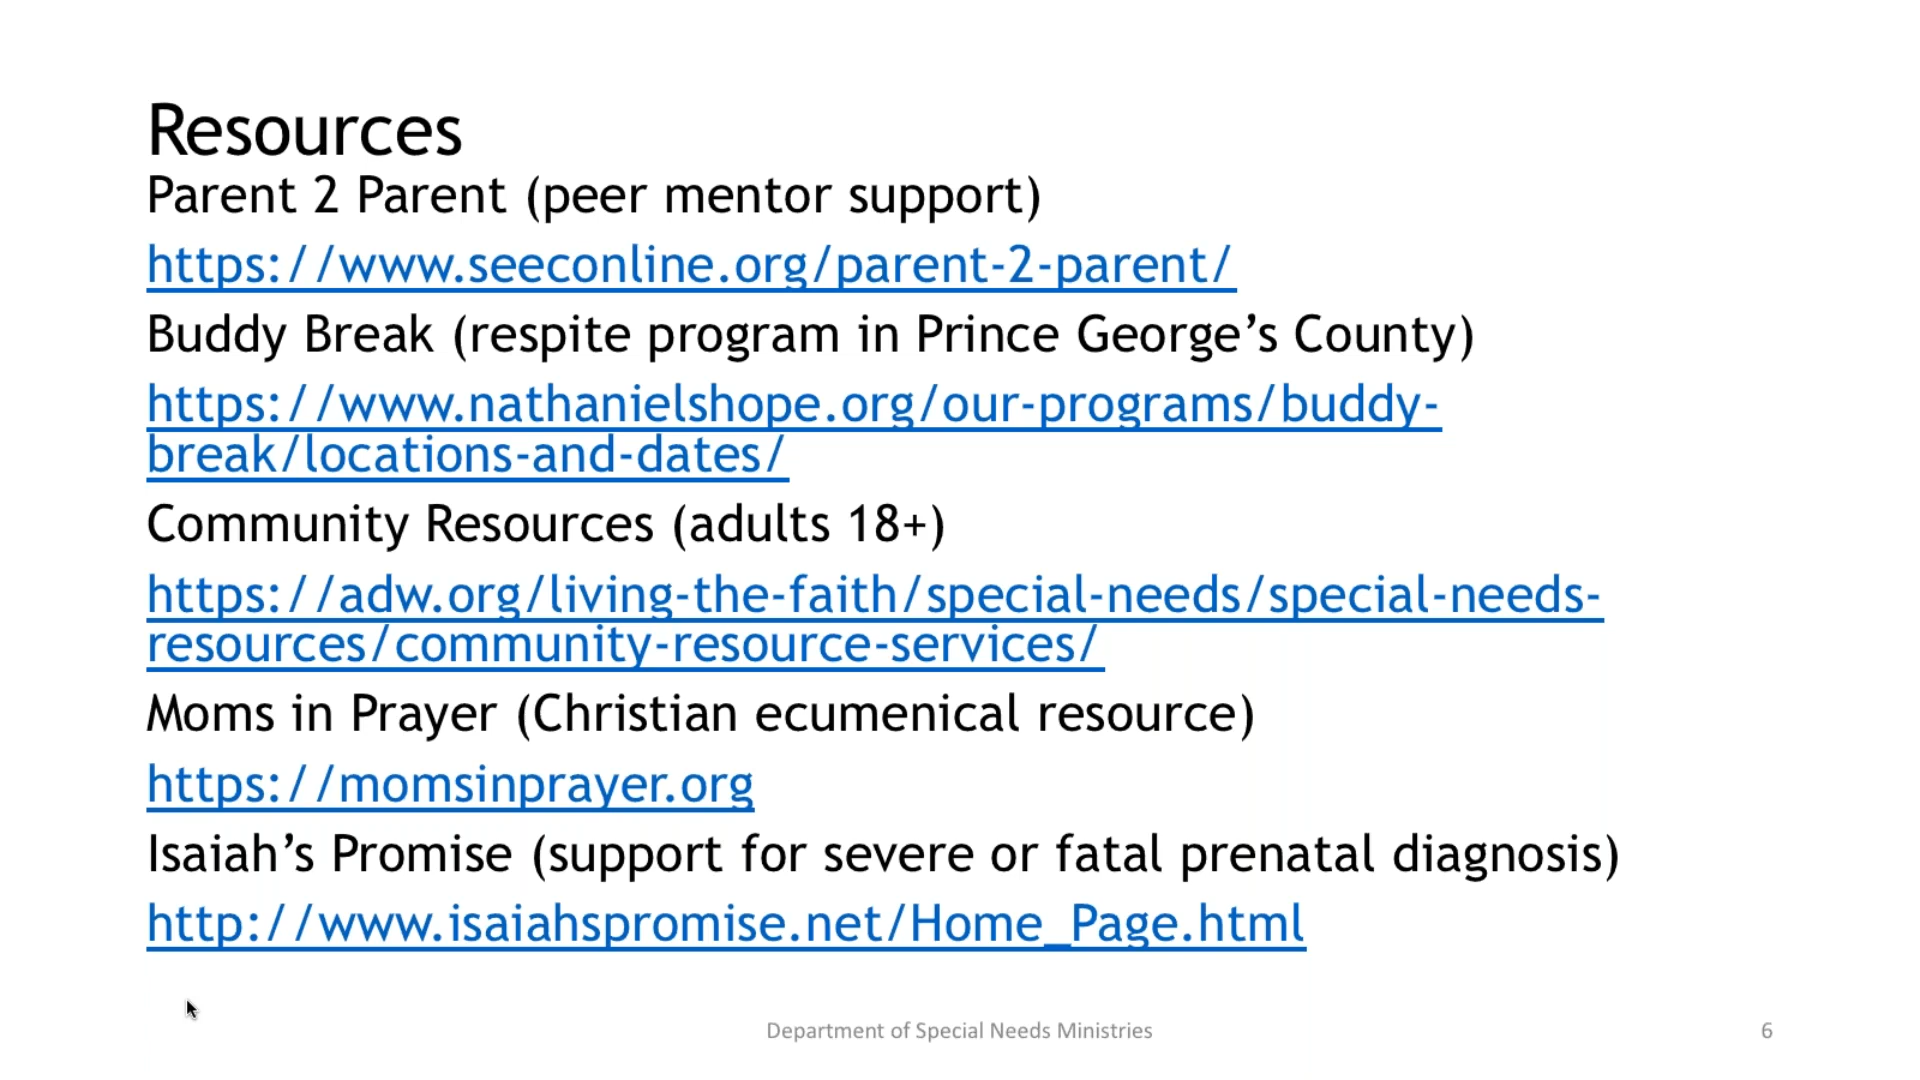 Resources
Parent 2 Parent (peer mentor support)
https://www.seeconline.org/parent-2-parent/
Buddy Break (respite program in Prince George’s County)
https://www.nathanielshope.org/our-programs/buddy-
break/locations-and-dates/
Community Resources (adults 18+)
https://adw.org/living-the-faith/special-needs/special-needs-
resources/community-resource-services/
Moms in Prayer (Christian ecumenical resource)
https://momsinprayer.org
Isaiah’s Promise (support for severe or fatal prenatal diagnosis)
http://www.isaiahspromise.net/Home_Page.html
Department of Special Needs Ministries
6